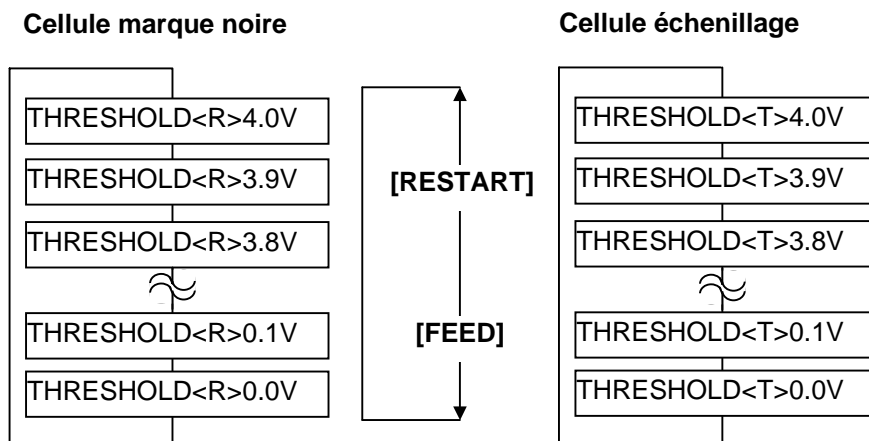 Cellule marque noire
THRESHOLD<R>4.0V
THRESHOLD<R>3.9V
THRESHOLD<R>3.8V
THRESHOLD<R>0.1V
THRESHOLD<R>0.0V
[RESTART]
[FEED]
Cellule échenillage
THRESHOLD<T>4.0V
THRESHOLD<T>3.9V
THRESHOLD<T>3.8V
THRESHOLD<T>0.1V
THRESHOLD<T>0.0V